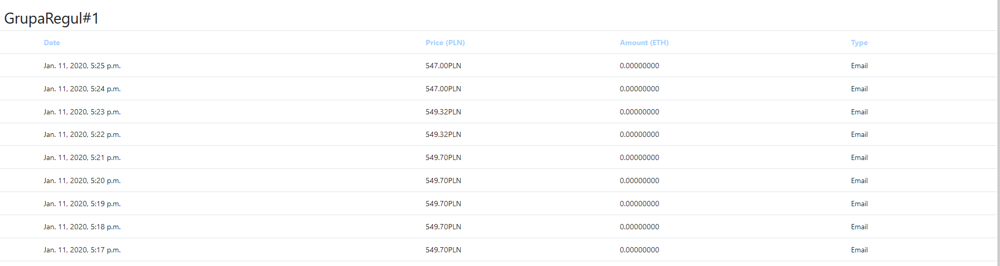 GrupaRegul#1
Date Price (PLN) Amount (ETH) Type
Jan. 11, 2020, 5:25 p.m. 547.00PLN 0.00000000 Email
Jan. 11, 2020, 5:24 p.m. 547.00PLN 0.00000000 Email
Jan. 11, 2020, 5:23 p.m. 549.32PLN 0.00000000 Email
Jan. 11, 2020, 5:22 p.m. 549.32PLN 0.00000000 Email
Jan. 11, 2020, 5:21 p.m. 549.70PLN 0.00000000 Email
Jan. 11, 2020, 5:20 p.m. 549.70PLN 0.00000000 Email
Jan. 11, 2020, 5:19 p.m. 549.70PLN 0.00000000 Email
Jan. 11, 2020, 5:18 p.m. 549.70PLN 0.00000000 Email
Jan. 11, 2020, 5:17 p.m. 549.70PLN 0.00000000 Email